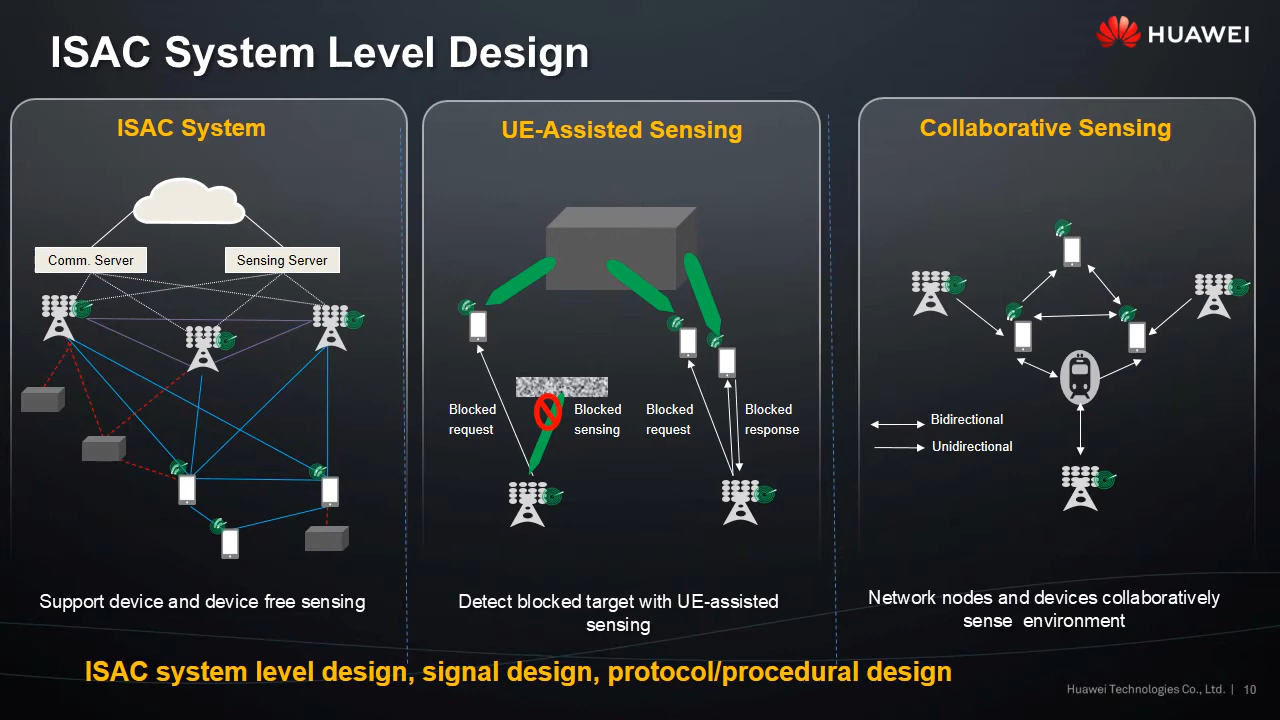 ISAC System Level Design
HUAWEI
ISAC System
Comm. Server
Sensing Server
Support device and device free sensing
UE-Assisted Sensing
Blocked
request
Blocked
sensing
Blocked
request
Blocked
response
Detect blocked target with UE-assisted
sensing
Collaborative Sensing
Bidirectional
Unidirectional
Network nodes and devices collaboratively
sense environment
ISAC system level design, signal design, protocol/procedural design
Huawei Technologies Co., Ltd. | 10